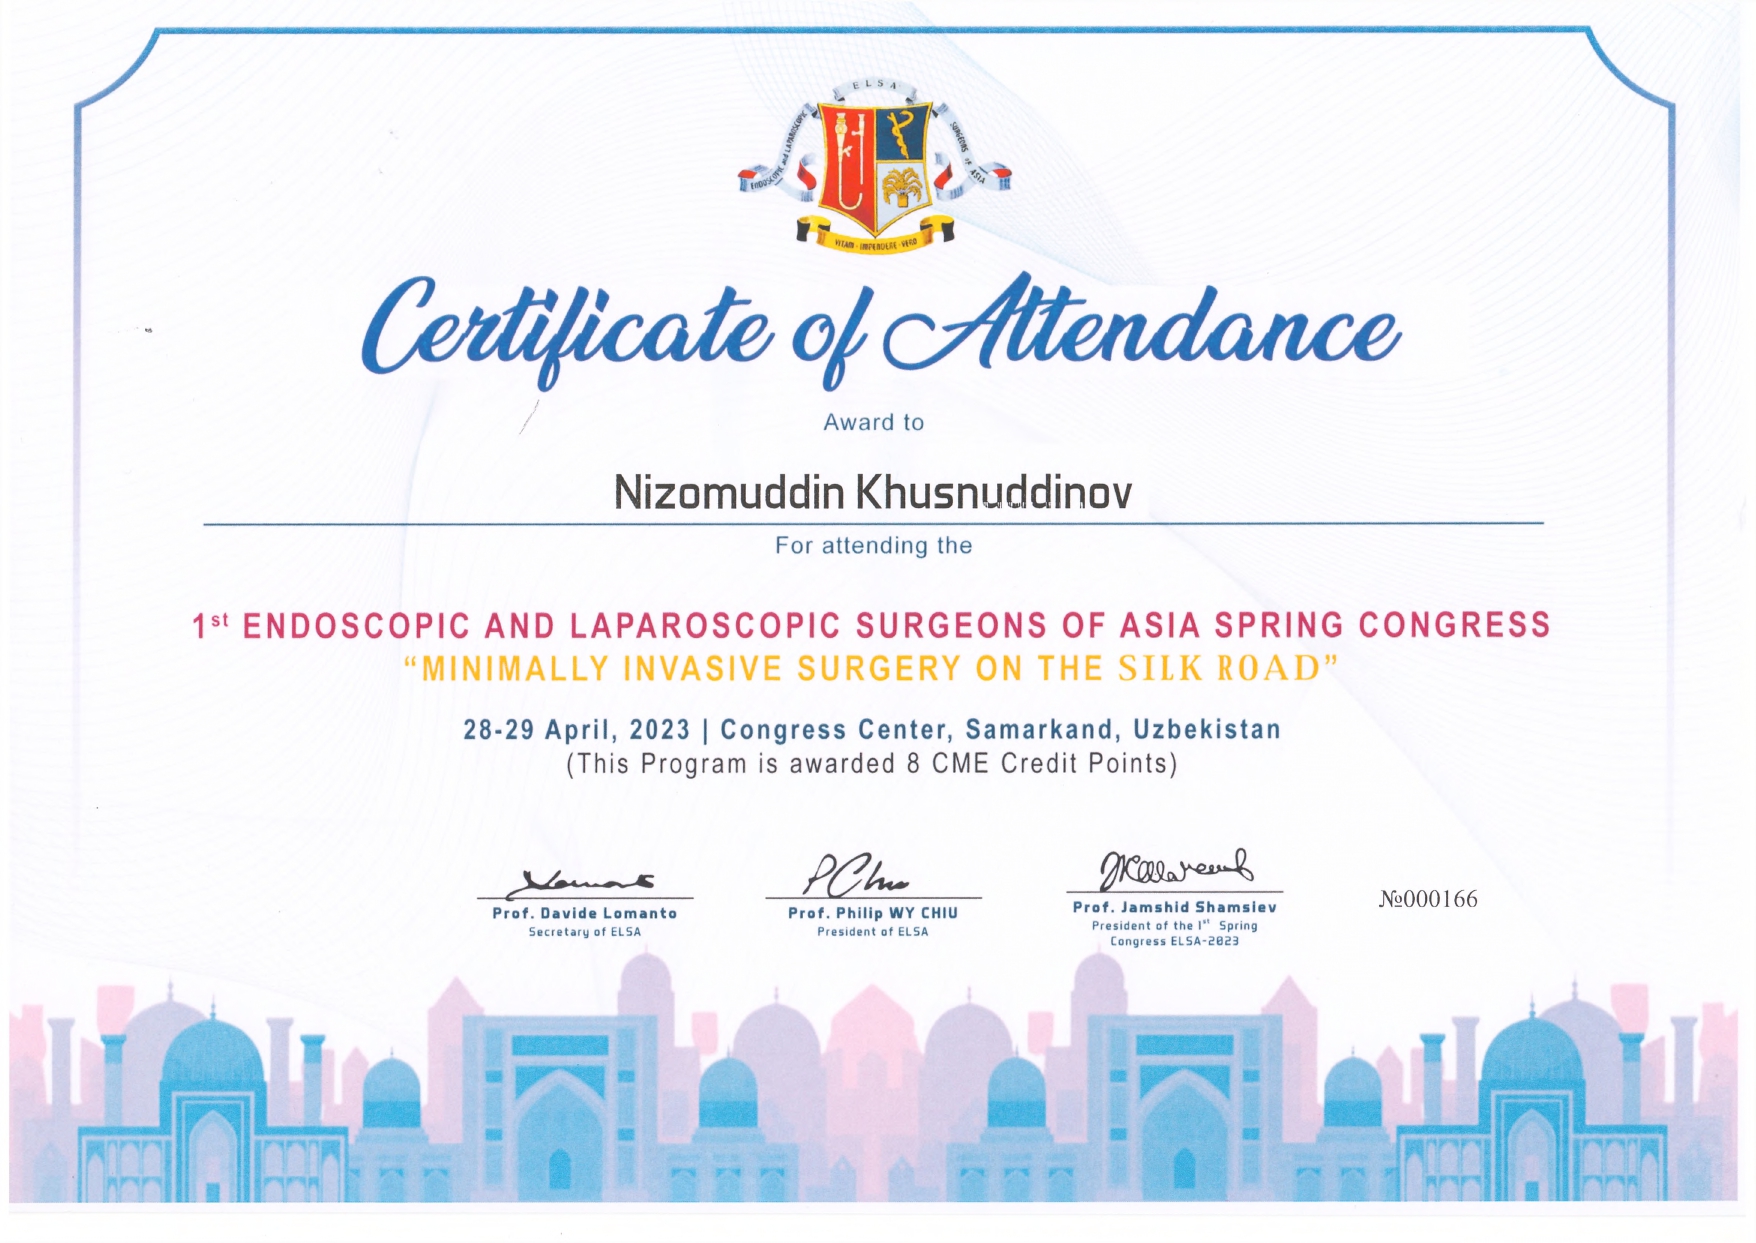 ELSA
ENDOSCOPIC and LAPAROSCOPIC
SURGEONS OF ASIA
VITAM · IMPENDERE · VERO
Certificate of Attendance
Award to
Nizomuddin Khusnuddinov
For attending the
1st ENDOSCOPIC AND LAPAROSCOPIC SURGEONS OF ASIA SPRING CONGRESS
“MINIMALLY INVASIVE SURGERY ON THE SILK ROAD”
28-29 April, 2023 | Congress Center, Samarkand, Uzbekistan
(This Program is awarded 8 CME Credit Points)
Prof. Davide Lomanto
Secretary of ELSA
Prof. Philip WY CHIU
President of ELSA
Prof. Jamshid Shamsiev
President of the 1st Spring
Congress ELSA-2023
№000166